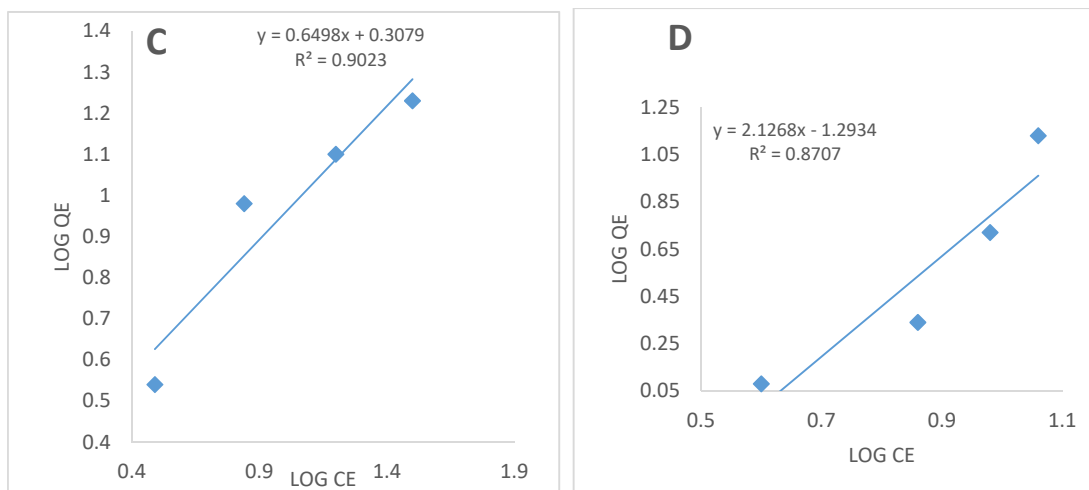 C
y = 0.6498x + 0.3079
R² = 0.9023
1.4
1.3
1.2
1.1
1
0.9
0.8
0.7
0.6
0.5
0.4
LOG QE
0.4 0.9 1.4 1.9
LOG CE
D
y = 2.1268x - 1.2934
R² = 0.8707
1.25
1.05
0.85
0.65
0.45
0.25
0.05
LOG QE
0.5 0.7 0.9 1.1
LOG CE